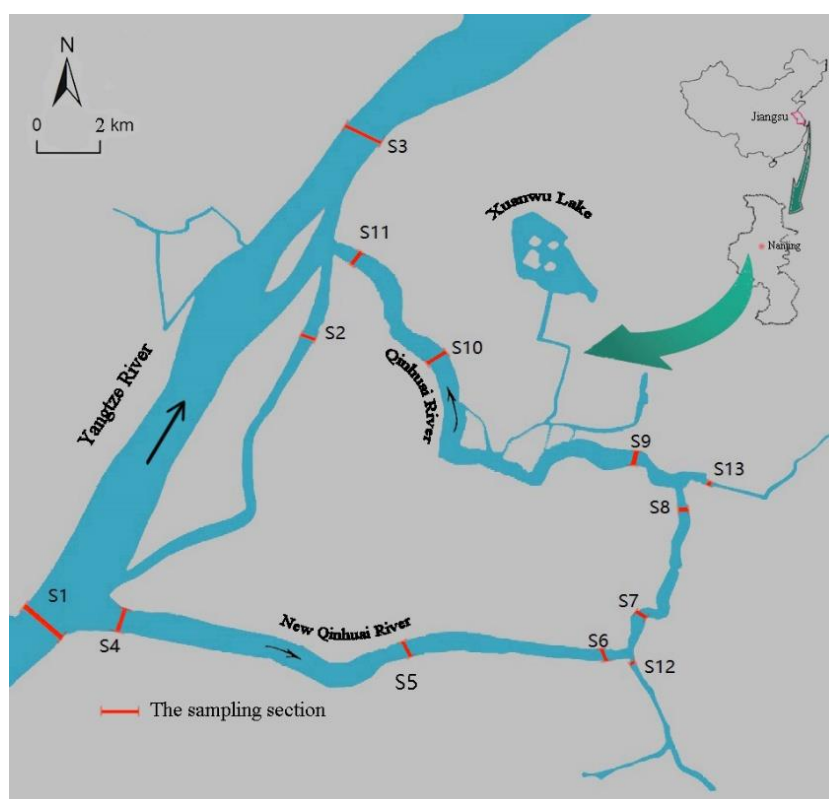 N
0 2 km
S3
Jiangsu
Xuanwu Lake
Nanjing
S11
S2
S10
Yangtze River
Qinhuai River
S9
S13
S8
S1
S7
New Qinhuai River
S4
S6
S12
S5
The sampling section